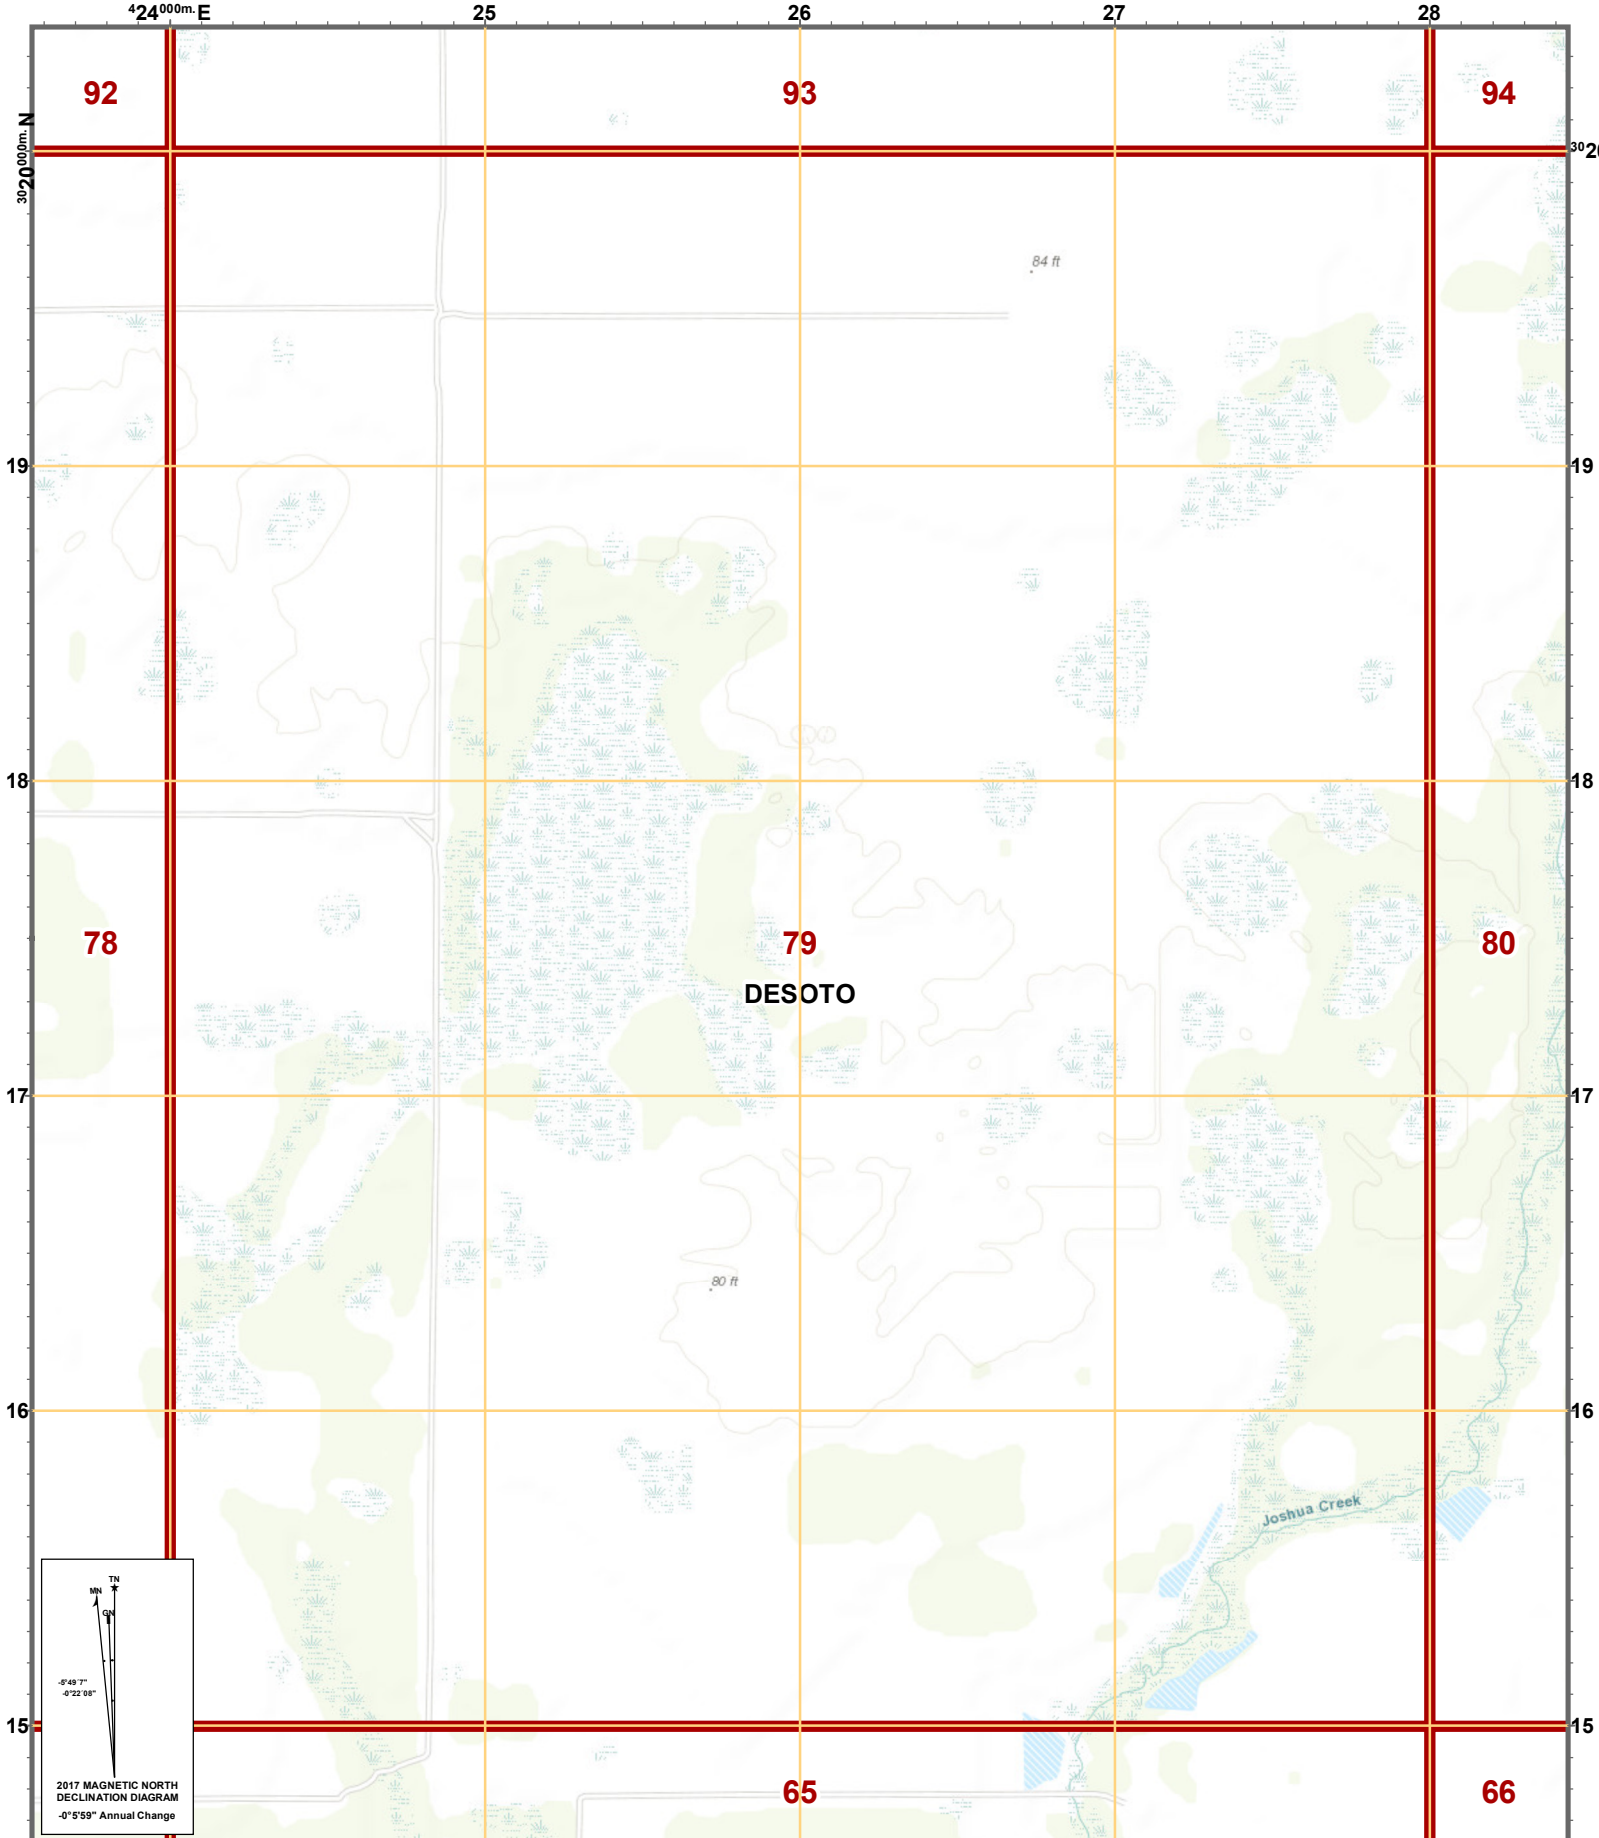 ⁴24⁰⁰⁰ᵐ·E 25 26 27 28
92 93 94
³⁰20⁰⁰⁰ᵐ·N
³⁰20
84 ft
19 19
18 18
78 79 80
DESOTO
17 17
80 ft
16 16
Joshua Creek
TN
MN
GN
-5°49'7"
-0°22'08"
15 15
2017 MAGNETIC NORTH
DECLINATION DIAGRAM
-0°5'59" Annual Change
65 66